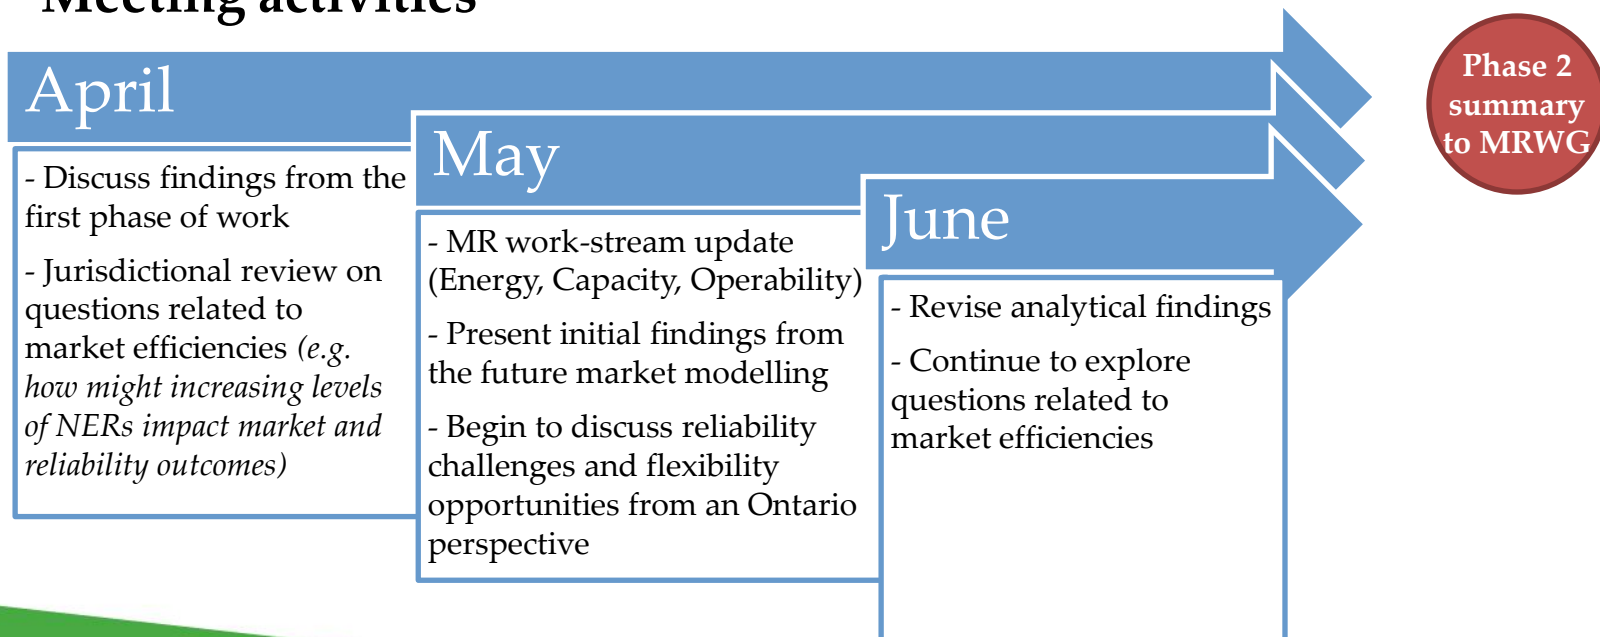 Meeting activities
April
- Discuss findings from the
first phase of work
- Jurisdictional review on
questions related to
market efficiencies (e.g.
how might increasing levels
of NERs impact market and
reliability outcomes)
May
- MR work-stream update
(Energy, Capacity, Operability)
- Present initial findings from
the future market modelling
- Begin to discuss reliability
challenges and flexibility
opportunities from an Ontario
perspective
June
- Revise analytical findings
- Continue to explore
questions related to
market efficiencies
Phase 2
summary
to MRWG